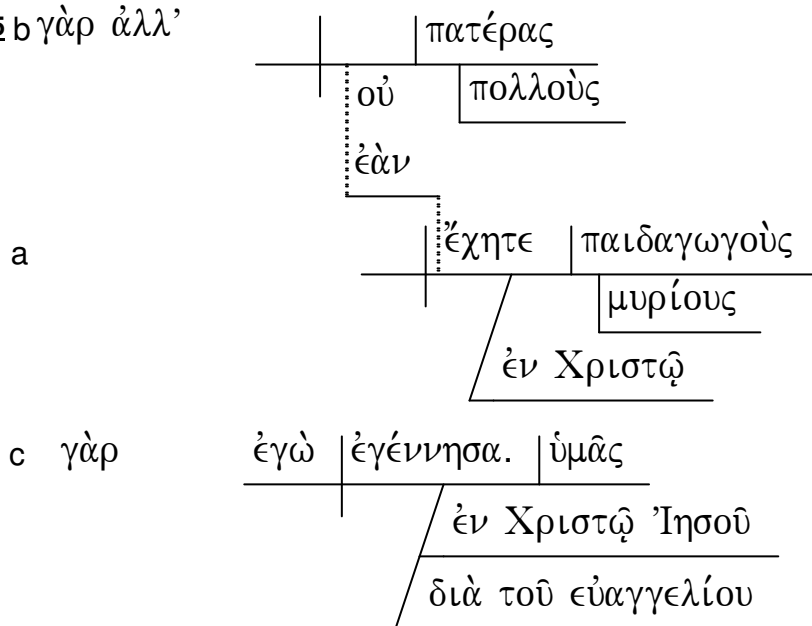 5 b γὰρ ἀλλ’ πατέρας
οὐ πολλοὺς
ἐὰν
a ἔχητε παιδαγωγοὺς
μυρίους
ἐν Χριστῷ
c γὰρ ἐγὼ ἐγέννησα. ὑμᾶς
ἐν Χριστῷ Ἰησοῦ
διὰ τοῦ εὐαγγελίου